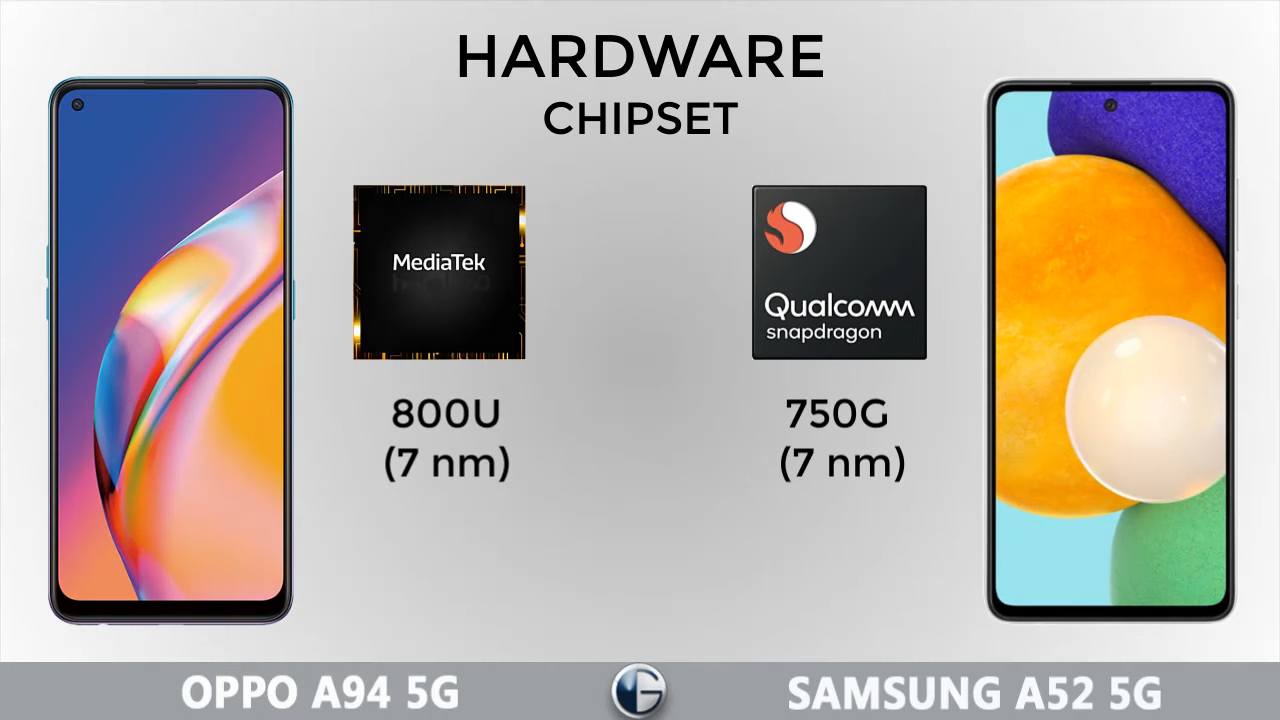 HARDWARE
CHIPSET
MediaTek
800U
(7 nm)
Qualcomm
snapdragon
750G
(7 nm)
OPPO A94 5G
G
SAMSUNG A52 5G